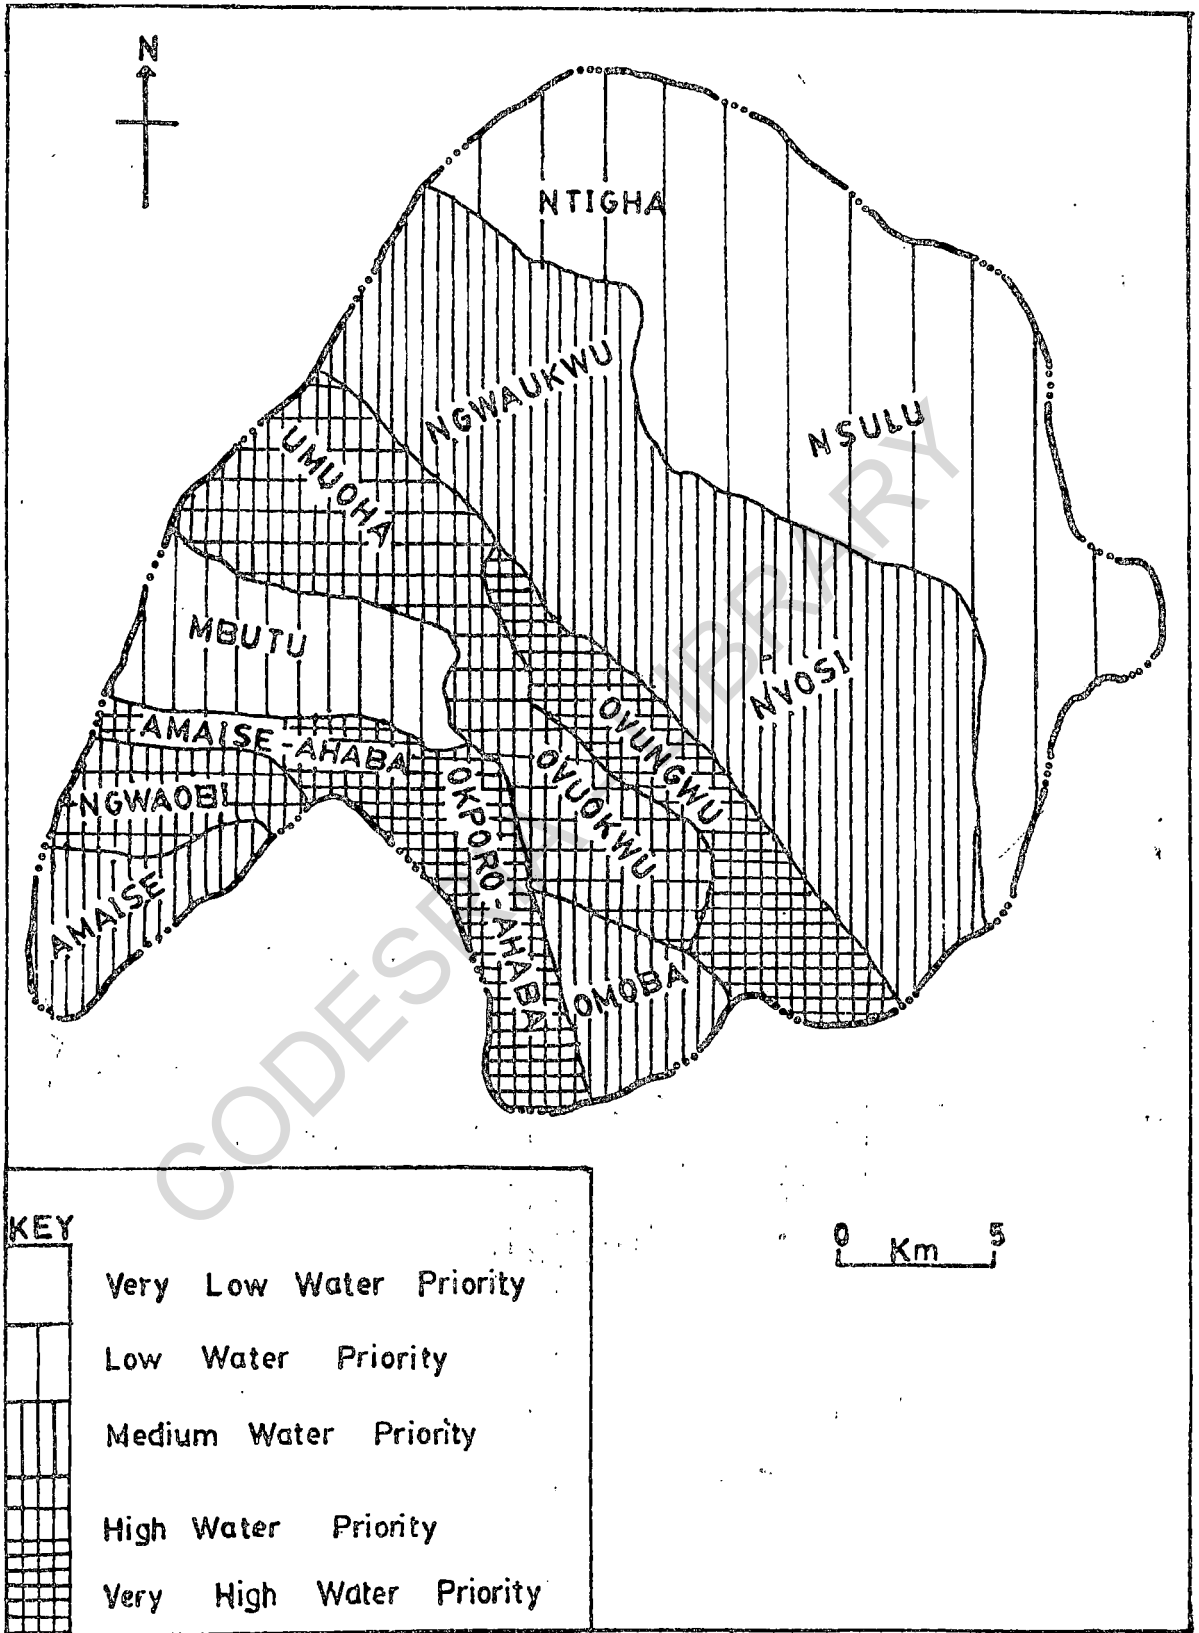 N
NTIGHA
NGWAUKWU
NSULU
UMUOHA
MBUTU
NVOSI
OVUNGWU
AMAISE-AHABA
OVUOKWU
NGWAOBI
OKPORO-AHABA
AMAISE
OMOBA
CODESRIA LIBRARY
KEY
0 Km 5
Very Low Water Priority
Low Water Priority
Medium Water Priority
High Water Priority
Very High Water Priority